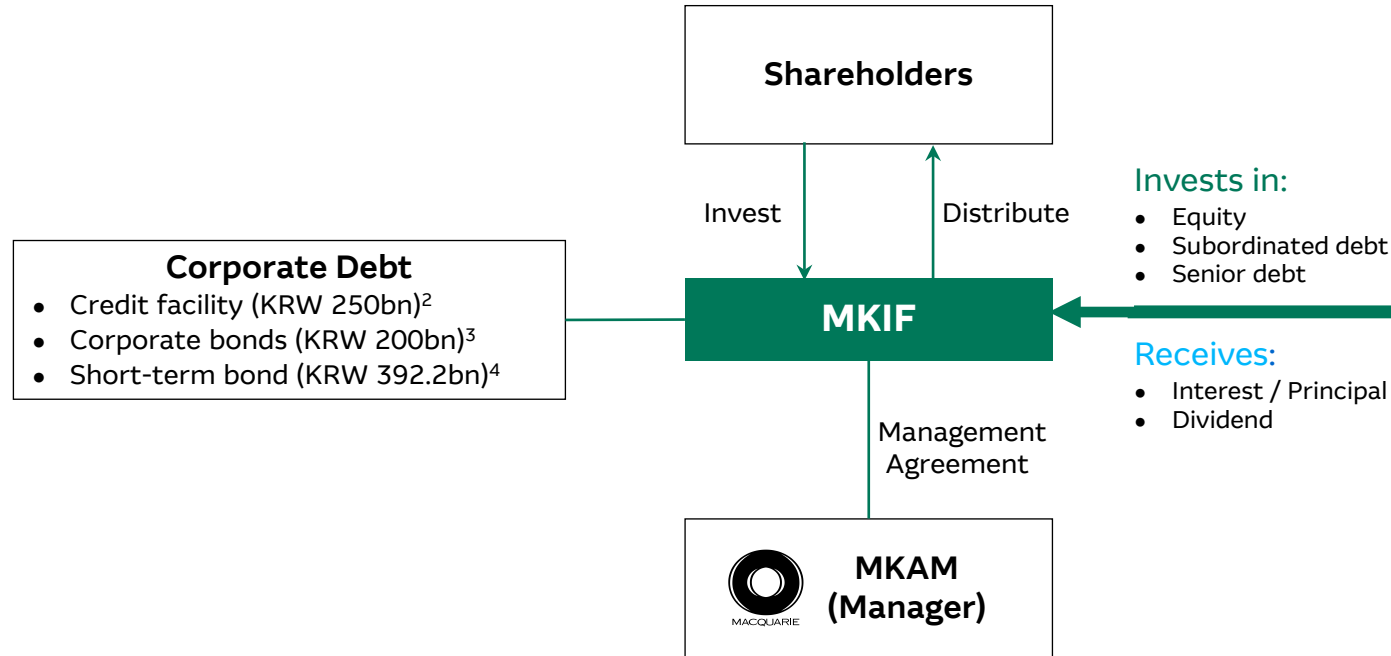 Shareholders
Invest
Distribute
Invests in:
• Equity
• Subordinated debt
• Senior debt
Corporate Debt
• Credit facility (KRW 250bn)2
• Corporate bonds (KRW 200bn)3
• Short-term bond (KRW 392.2bn)4
MKIF
Receives:
• Interest / Principal
• Dividend
Management
Agreement
MACQUARIE
MKAM
(Manager)